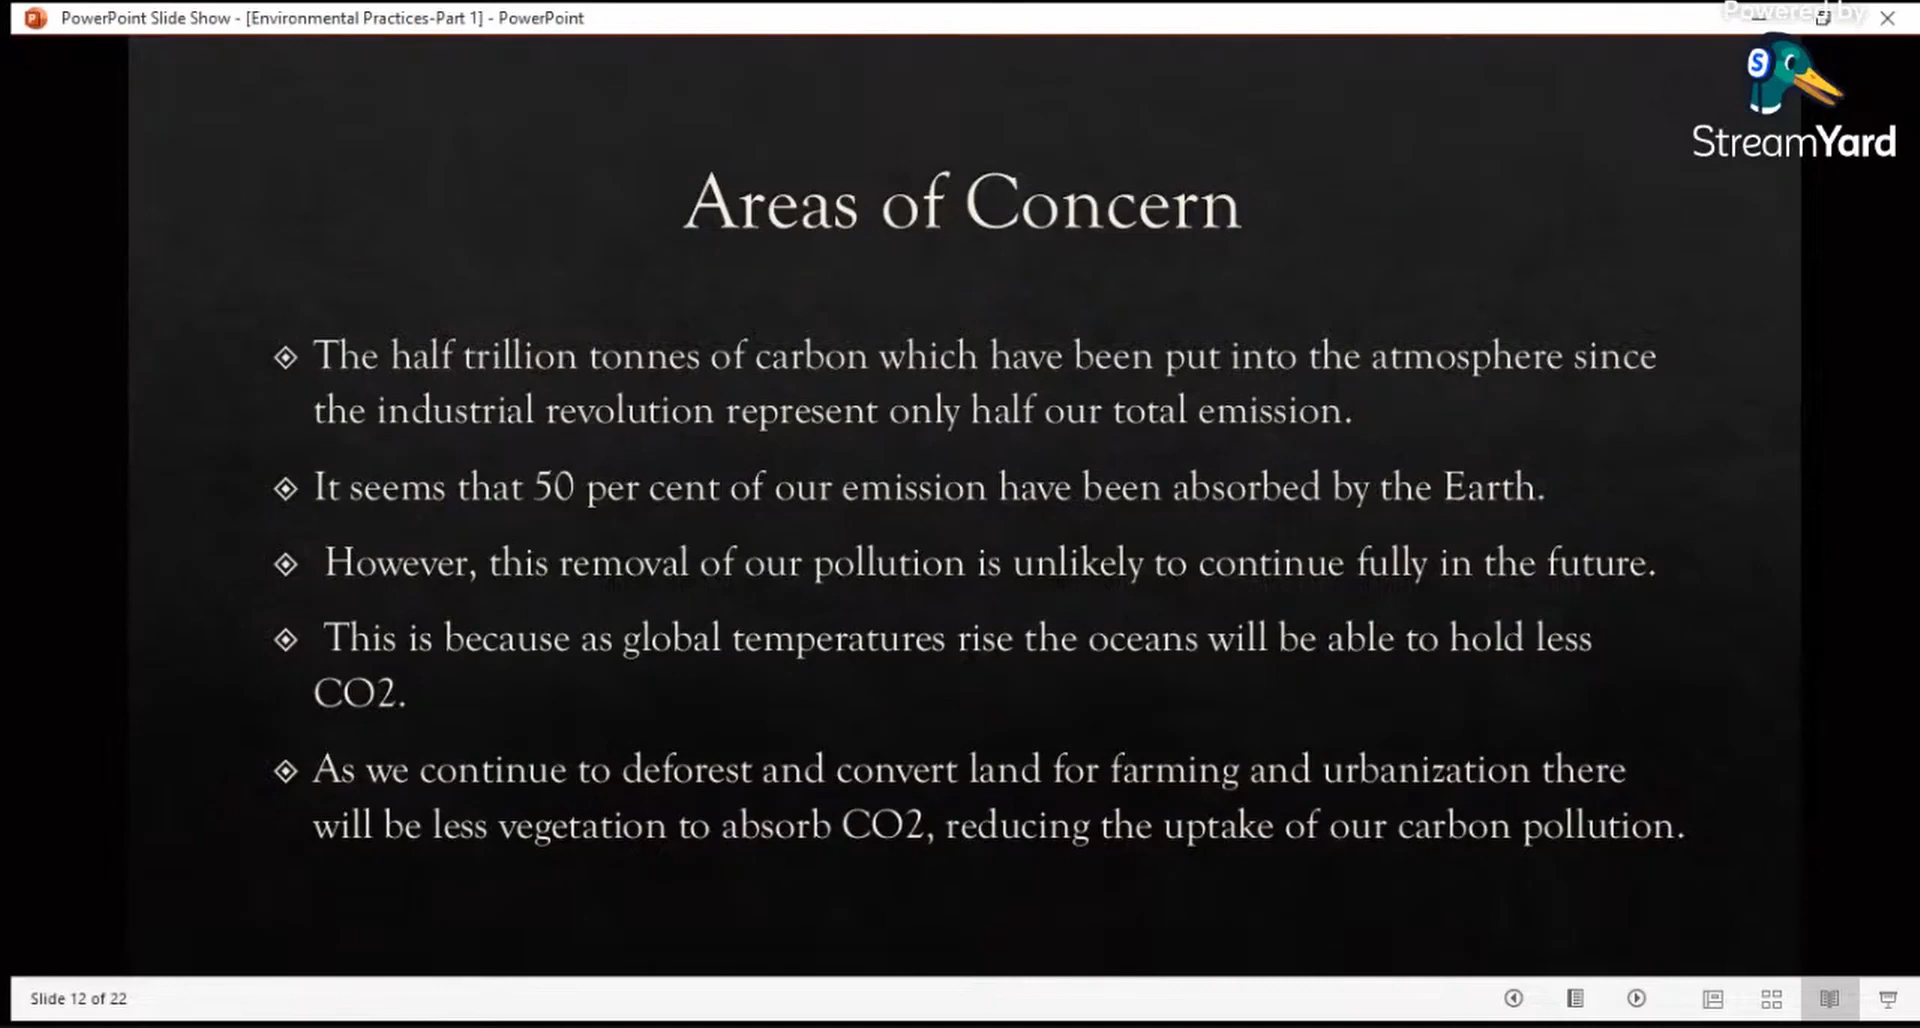 PowerPoint Slide Show - [Environmental Practices-Part 1] - PowerPoint
Powered by
StreamYard
Areas of Concern
The half trillion tonnes of carbon which have been put into the atmosphere since
the industrial revolution represent only half our total emission.
It seems that 50 per cent of our emission have been absorbed by the Earth.
However, this removal of our pollution is unlikely to continue fully in the future.
This is because as global temperatures rise the oceans will be able to hold less
CO2.
As we continue to deforest and convert land for farming and urbanization there
will be less vegetation to absorb CO2, reducing the uptake of our carbon pollution.
Slide 12 of 22